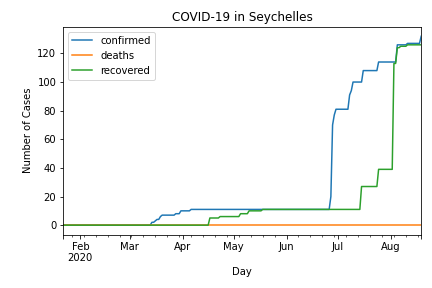 COVID-19 in Seychelles
confirmed
deaths
recovered
Number of Cases
120
100
80
60
40
20
0
Feb Mar Apr May Jun Jul Aug
2020
Day